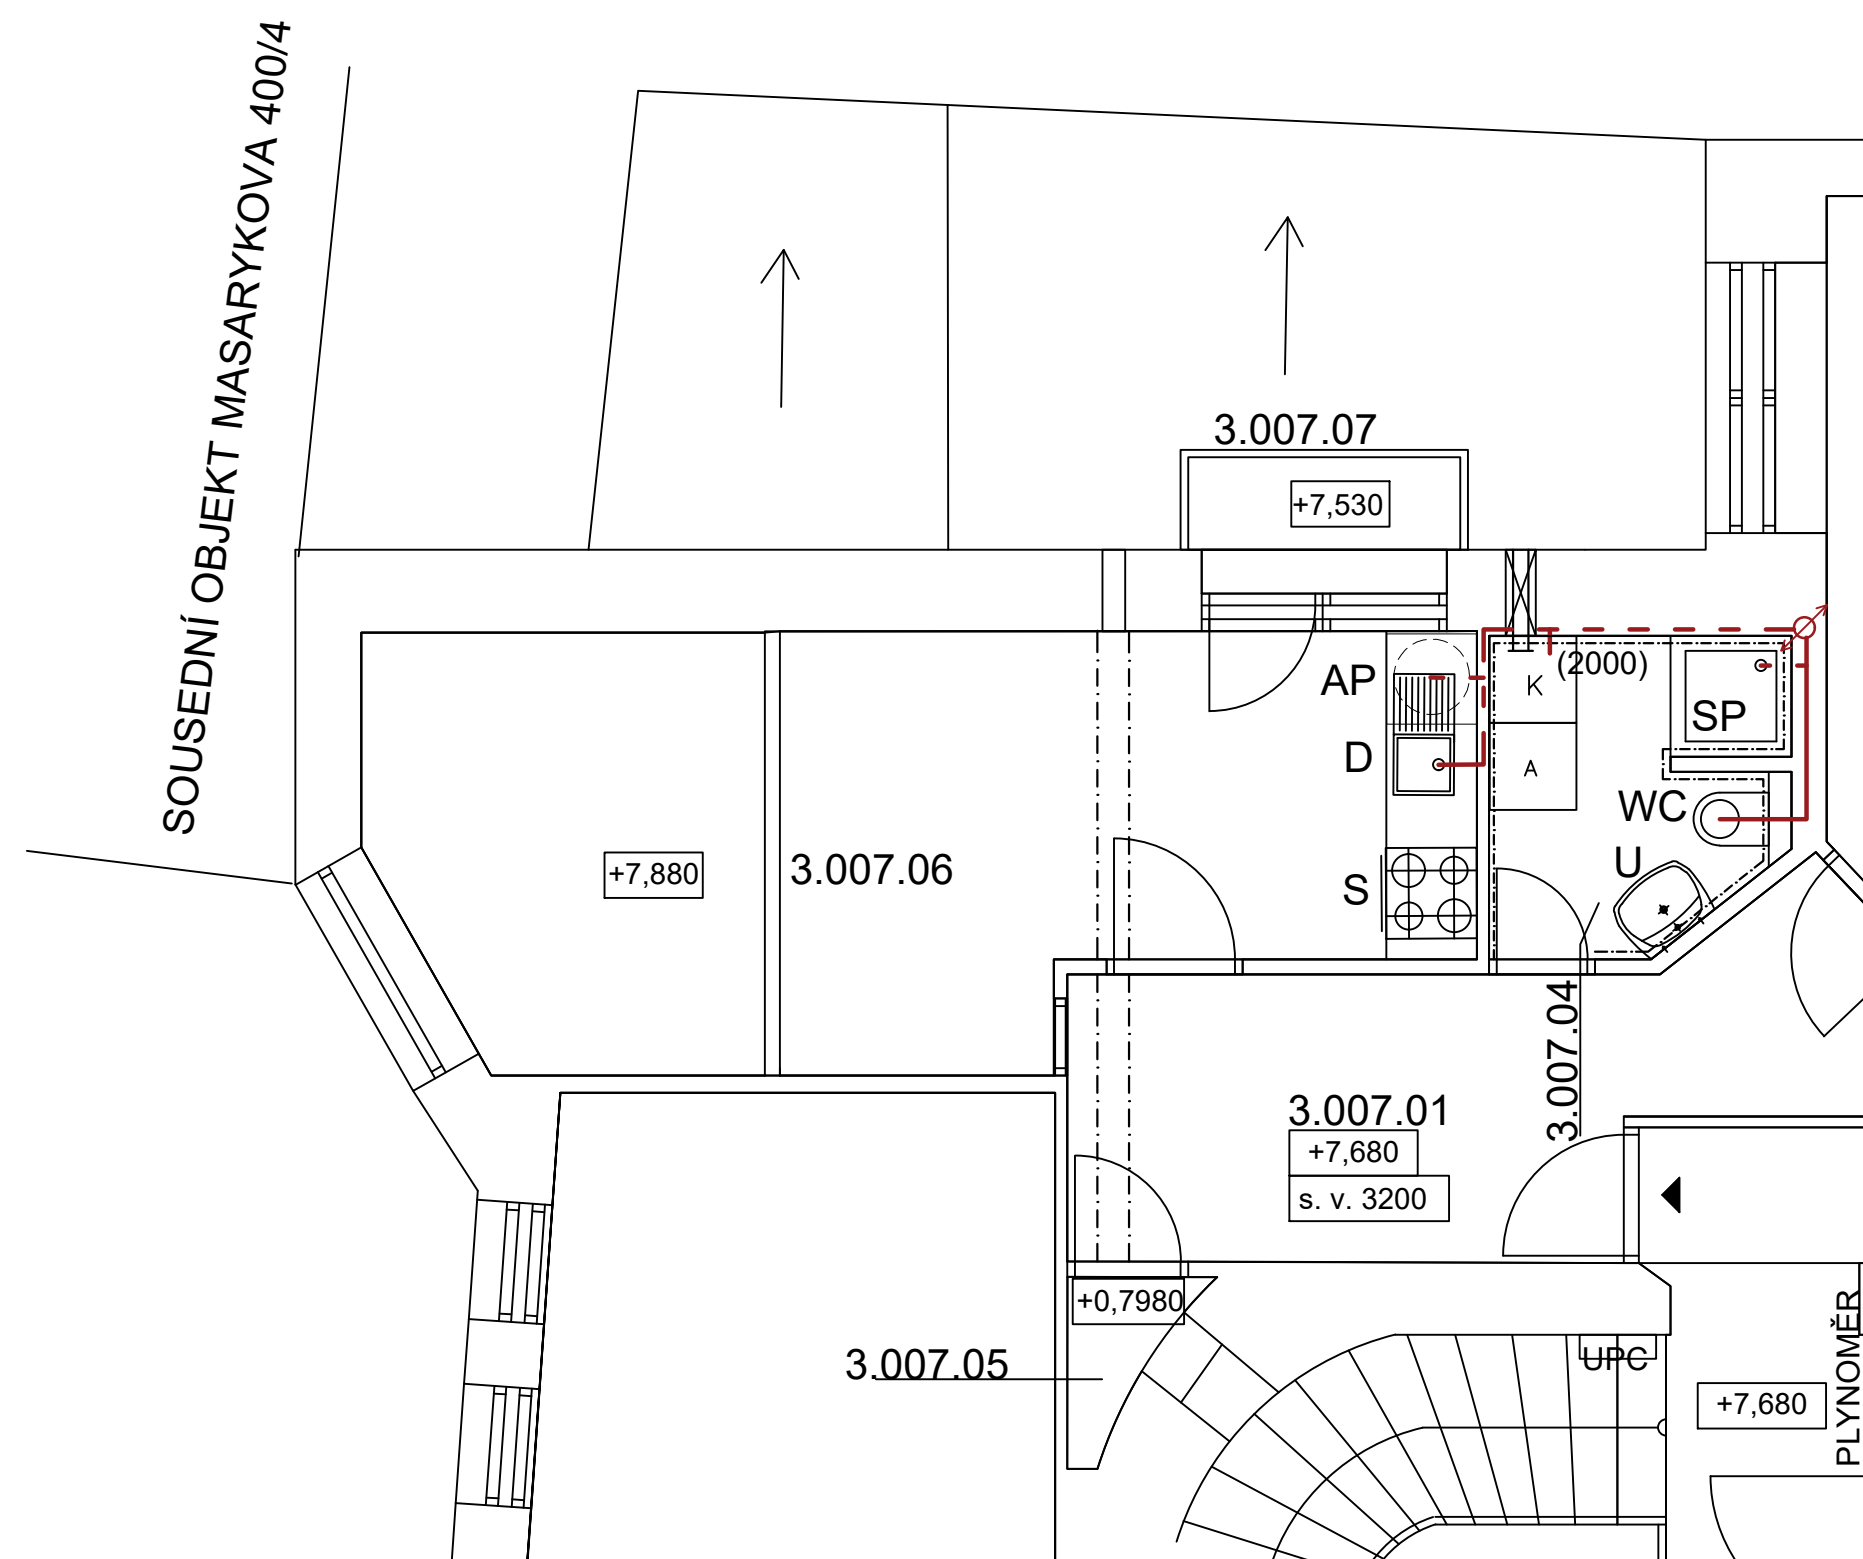 SOUSEDNÍ OBJEKT MASARYKOVA 400/4
3.007.07
+7,530
AP
(2000)
K
SP
D
A
WC
U
S
+7,880
3.007.06
3.007.04
3.007.01
+7,680
s. v. 3200
+0,7980
3.007.05
UPC
+7,680
PLYNOMĚR